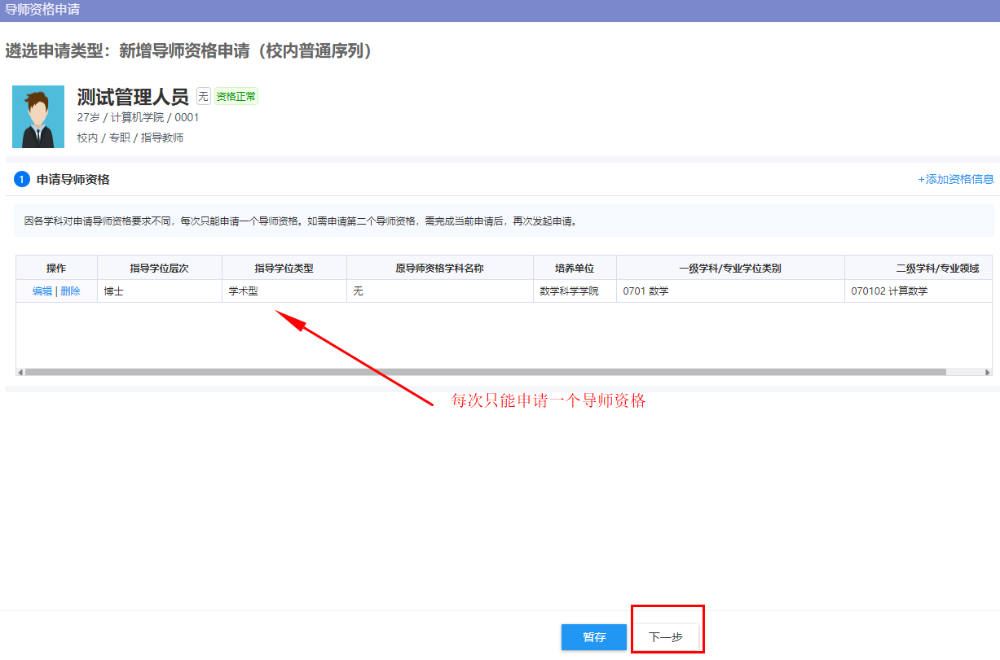 导师资格申请
遴选申请类型：新增导师资格申请（校内普通序列）
测试管理人员 无 资格正常
27岁 / 计算机学院 / 0001
校内 / 专职 / 指导教师
1 申请导师资格 +添加资格信息
因各学科对申请导师资格要求不同，每次只能申请一个导师资格。如需申请第二个导师资格，需完成当前申请后，再次发起申请。
操作 指导学位层次 指导学位类型 原导师资格学科名称 培养单位 一级学科/专业学位类别 二级学科/专业领域
编辑 | 删除 博士 学术型 无 数学科学学院 0701 数学 070102 计算数学
每次只能申请一个导师资格
暂存 下一步